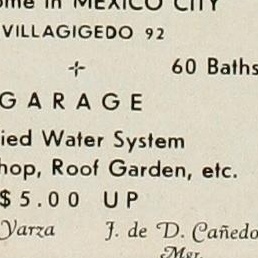 ome in MEXICO CITY
VILLAGIGEDO 92
60 Baths
GARAGE
ied Water System
hop, Roof Garden, etc.
$5.00 UP
Yarza J. de D. Cañedo
Mgr.